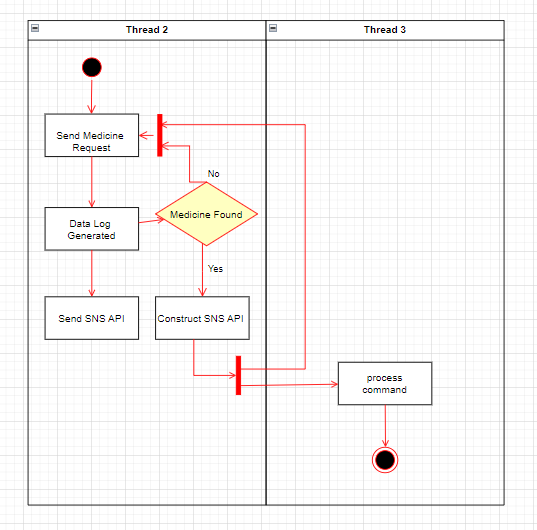 Thread 2
Thread 3
Send Medicine
Request
No
Medicine Found
Data Log
Generated
Yes
Send SNS API
Construct SNS API
process
command